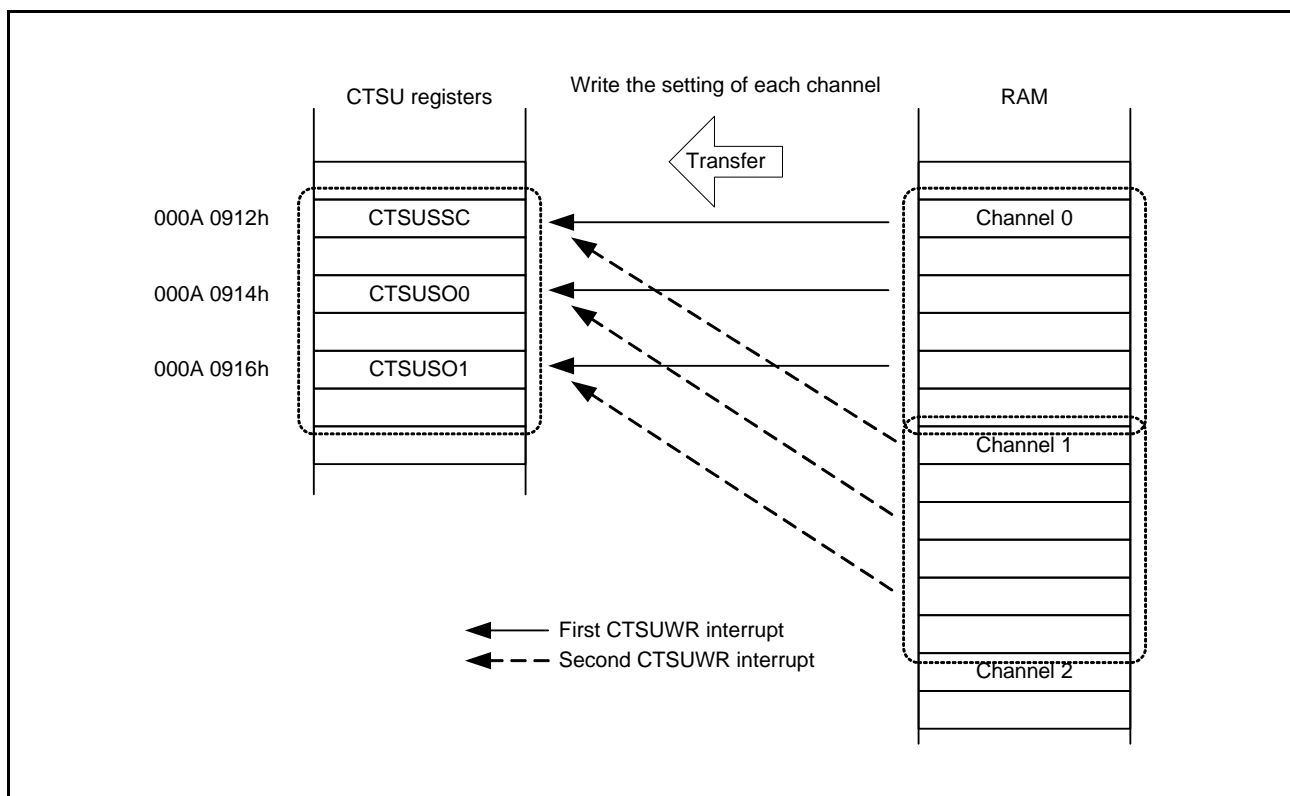 Write the setting of each channel
CTSU registers
RAM
Transfer
000A 0912h
CTSUSSC
Channel 0
000A 0914h
CTSUSO0
000A 0916h
CTSUSO1
Channel 1
First CTSUWR interrupt
Second CTSUWR interrupt
Channel 2